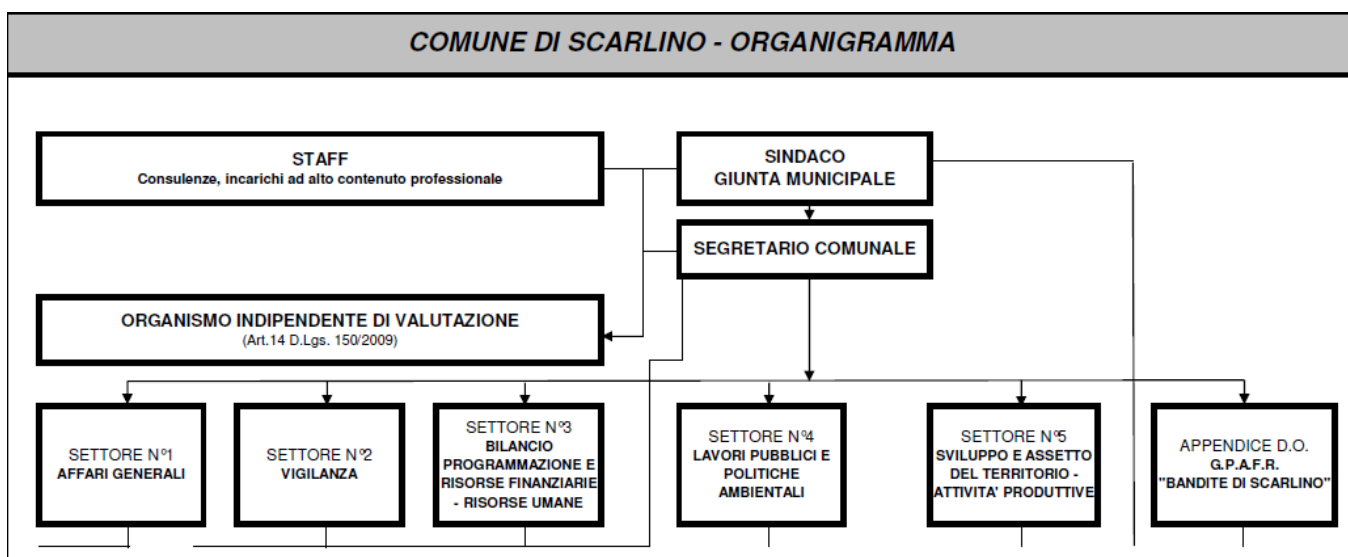 COMUNE DI SCARLINO - ORGANIGRAMMA
STAFF
Consulenze, incarichi ad alto contenuto professionale
SINDACO
GIUNTA MUNICIPALE
SEGRETARIO COMUNALE
ORGANISMO INDIPENDENTE DI VALUTAZIONE
(Art.14 D.Lgs. 150/2009)
SETTORE N°1
AFFARI GENERALI
SETTORE N°2
VIGILANZA
SETTORE N°3
BILANCIO
PROGRAMMAZIONE E
RISORSE FINANZIARIE
- RISORSE UMANE
SETTORE N°4
LAVORI PUBBLICI E
POLITICHE
AMBIENTALI
SETTORE N°5
SVILUPPO E ASSETTO
DEL TERRITORIO -
ATTIVITA' PRODUTTIVE
APPENDICE D.O.
G.P.A.F.R.
"BANDITE DI SCARLINO"